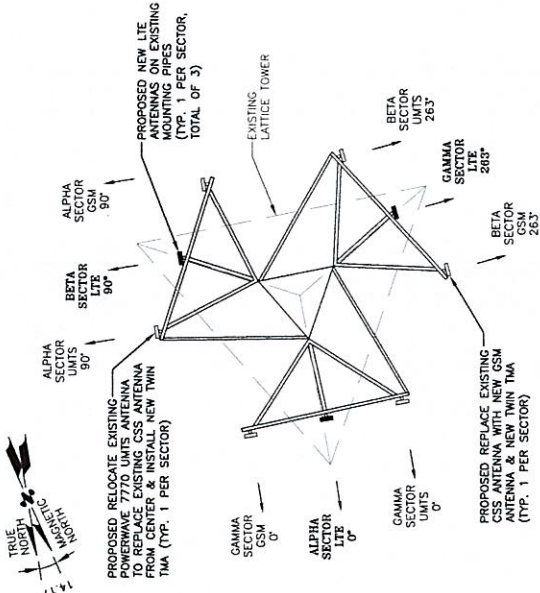 TRUE
NORTH
MAGNETIC
NORTH
PROPOSED RELOCATE EXISTING
POWERWAVE 7770 UMTS ANTENNA
TO REPLACE EXISTING CSS ANTENNA
FROM CENTER & INSTALL NEW TWIN
TMA (TYP. 1 PER SECTOR)
ALPHA
SECTOR
UMTS
90°
BETA
SECTOR
LTE
90°
ALPHA
SECTOR
GSM
90°
PROPOSED NEW LTE
ANTENNAS ON EXISTING
MOUNTING PIPES
(TYP. 1 PER SECTOR,
TOTAL OF 3)
EXISTING
LATTICE TOWER
BETA
SECTOR
UMTS
263°
GAMMA
SECTOR
LTE
263°
BETA
SECTOR
GSM
263°
GAMMA
SECTOR
GSM
0°
ALPHA
SECTOR
LTE
0°
GAMMA
SECTOR
UMTS
0°
PROPOSED REPLACE EXISTING
CSS ANTENNA WITH NEW GSM
ANTENNA & NEW TWIN TMA
(TYP. 1 PER SECTOR)